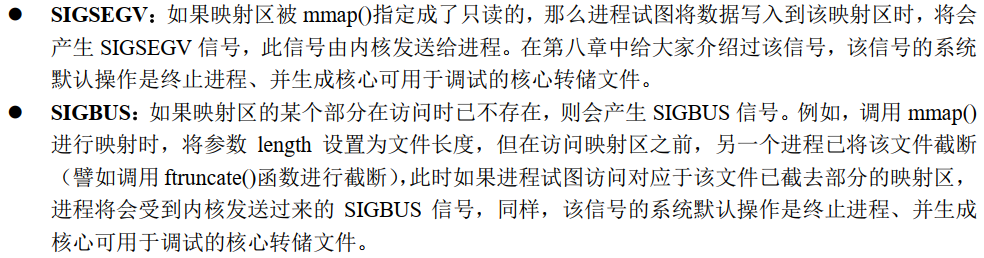 ● SIGSEGV：如果映射区被 mmap()指定成了只读的，那么进程试图将数据写入到该映射区时，将会
产生 SIGSEGV 信号，此信号由内核发送给进程。在第八章中给大家介绍过该信号，该信号的系统
默认操作是终止进程、并生成核心可用于调试的核心转储文件。
● SIGBUS：如果映射区的某个部分在访问时已不存在，则会产生 SIGBUS 信号。例如，调用 mmap()
进行映射时，将参数 length 设置为文件长度，但在访问映射区之前，另一个进程已将该文件截断
（譬如调用 ftruncate()函数进行截断），此时如果进程试图访问对应于该文件已截去部分的映射区，
进程将会受到内核发送过来的 SIGBUS 信号，同样，该信号的系统默认操作是终止进程、并生成
核心可用于调试的核心转储文件。